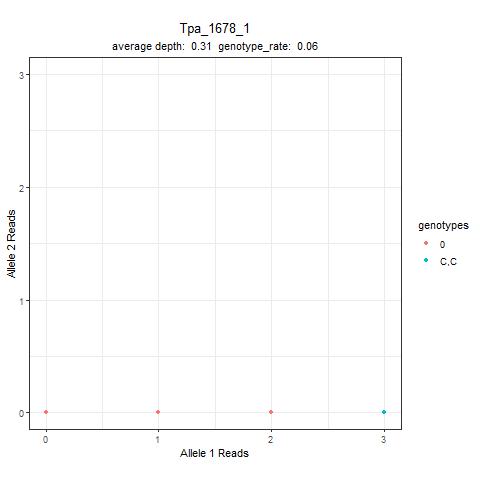 Tpa_1678_1
average depth: 0.31 genotype_rate: 0.06
3
2
1
0
Allele 2 Reads
0 1 2 3
Allele 1 Reads
genotypes
0
C,C